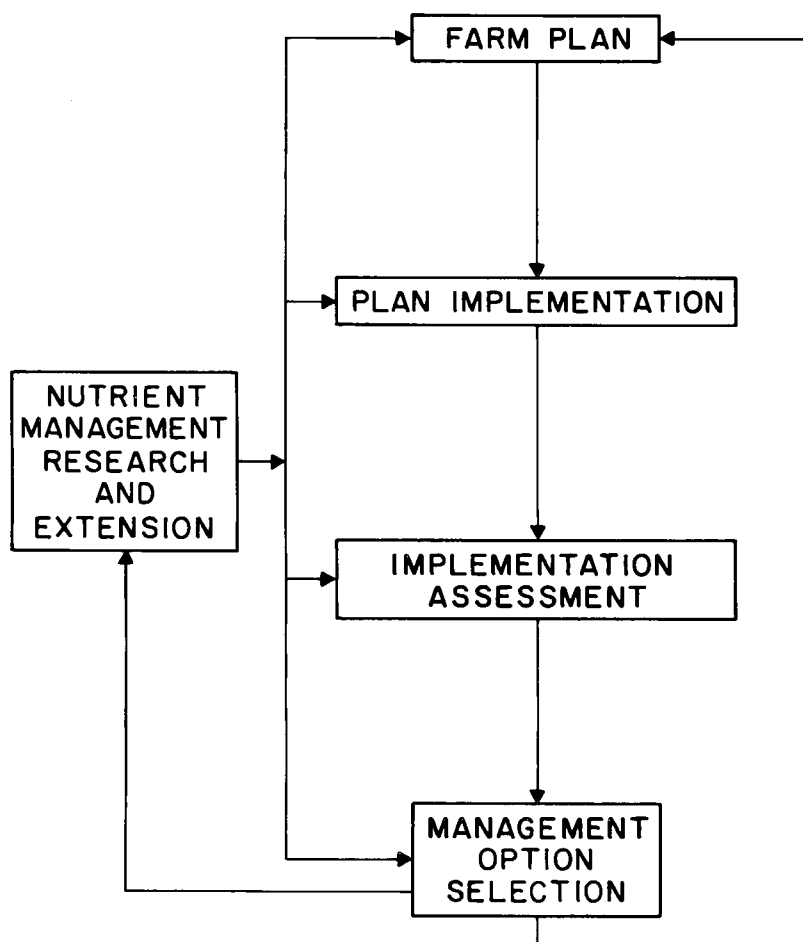 FARM PLAN
PLAN IMPLEMENTATION
NUTRIENT
MANAGEMENT
RESEARCH
AND
EXTENSION
IMPLEMENTATION
ASSESSMENT
MANAGEMENT
OPTION
SELECTION